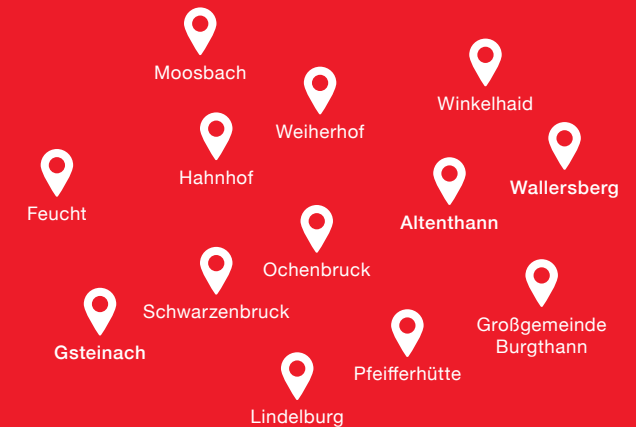 Moosbach
Winkelhaid
Weiherhof
Hahnhof
Wallersberg
Feucht
Altenthann
Ochenbruck
Schwarzenbruck
Großgemeinde
Burgthann
Gsteinach
Pfeifferhütte
Lindelburg